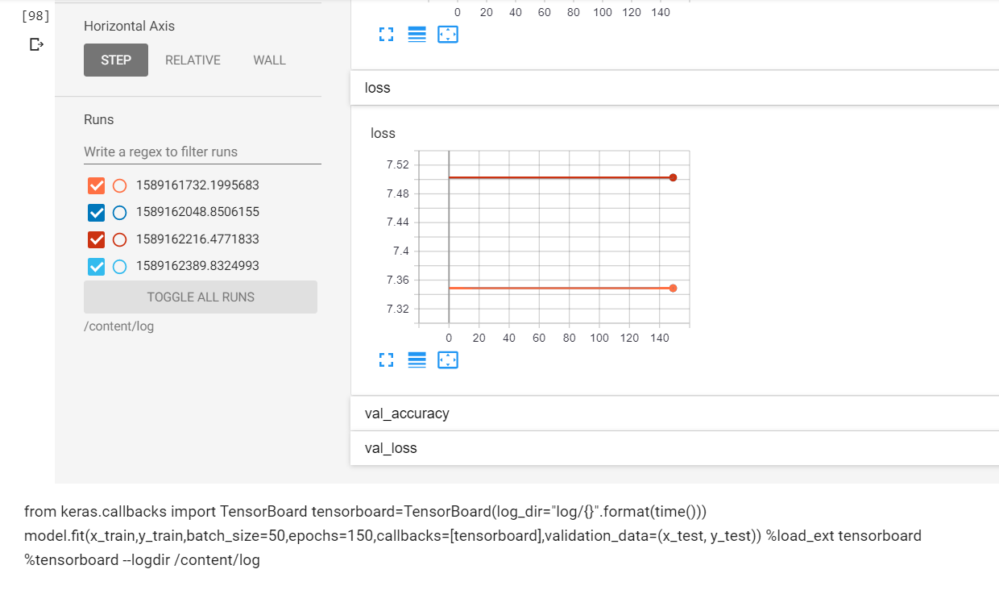 [98]
Horizontal Axis
STEP RELATIVE WALL
Runs
Write a regex to filter runs
1589161732.1995683
1589162048.8506155
1589162216.4771833
1589162389.8324993
TOGGLE ALL RUNS
/content/log
0 20 40 60 80 100 120 140
loss
loss
7.52
7.48
7.44
7.4
7.36
7.32
0 20 40 60 80 100 120 140
val_accuracy
val_loss
from keras.callbacks import TensorBoard tensorboard=TensorBoard(log_dir="log/{}".format(time()))
model.fit(x_train,y_train,batch_size=50,epochs=150,callbacks=[tensorboard],validation_data=(x_test, y_test)) %load_ext tensorboard
%tensorboard --logdir /content/log